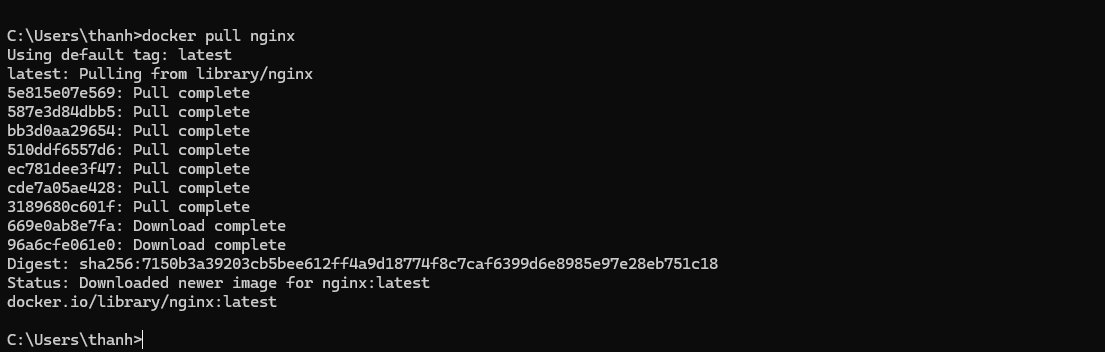 C:\Users\thanh>docker pull nginx
Using default tag: latest
latest: Pulling from library/nginx
5e815e07e569: Pull complete
587e3d84dbb5: Pull complete
bb3d0aa29654: Pull complete
510ddf6557d6: Pull complete
ec781dee3f47: Pull complete
cde7a05ae428: Pull complete
3189680c601f: Pull complete
669e0ab8e7fa: Download complete
96a6cfe061e0: Download complete
Digest: sha256:7150b3a39203cb5bee612ff4a9d18774f8c7caf6399d6e8985e97e28eb751c18
Status: Downloaded newer image for nginx:latest
docker.io/library/nginx:latest
C:\Users\thanh>